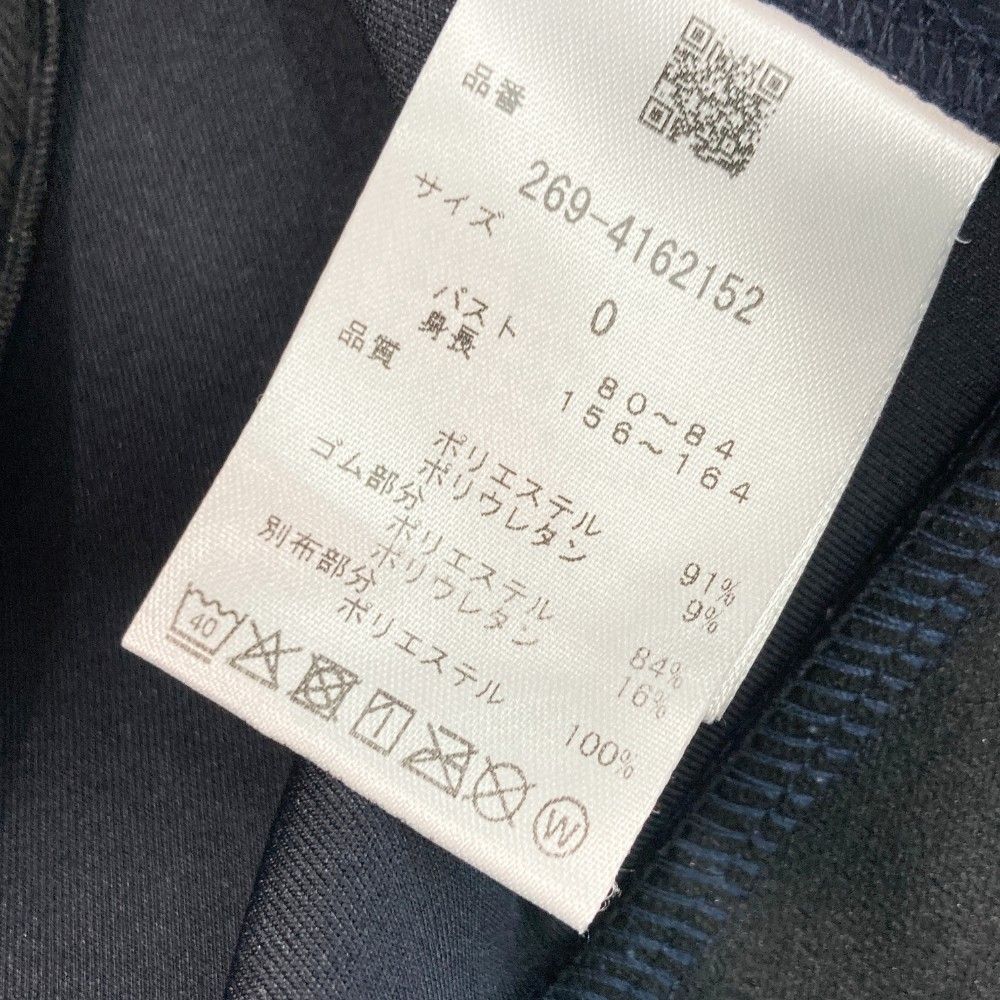 品番
269-4162152
サイズ
0
バスト 80～84
身長 156～164
品質
ポリエステル 91%
ポリウレタン 9%
ゴム部分
ポリエステル 84%
ポリウレタン 16%
別布部分
ポリエステル 100%
40
W